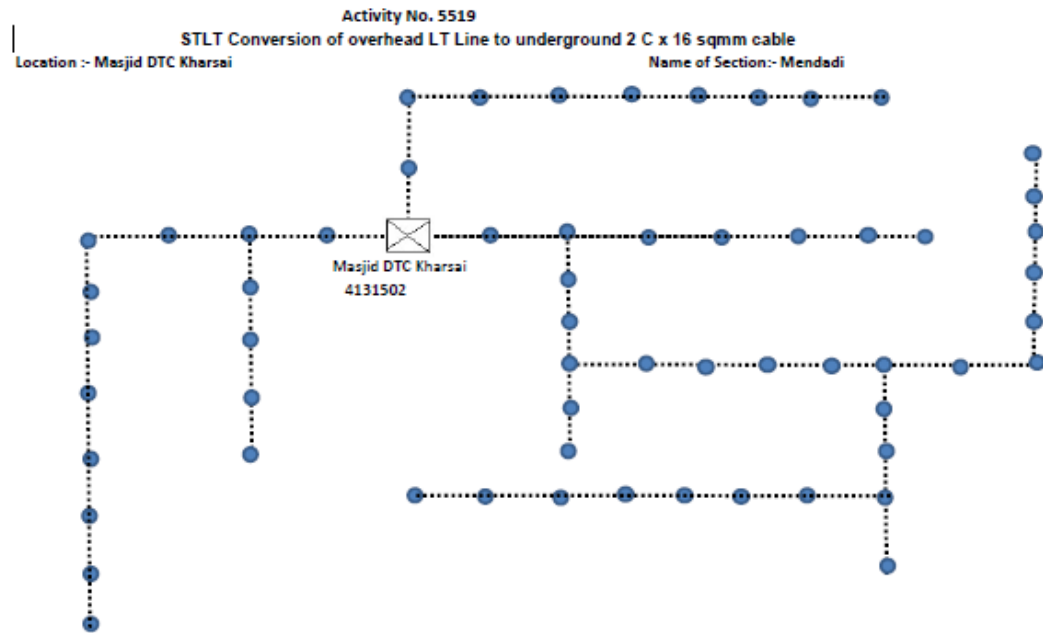 Activity No. 5519
STLT Conversion of overhead LT Line to underground 2 C x 16 sqmm cable
Location :- Masjid DTC Kharsai Name of Section:- Mendadi
Masjid DTC Kharsai
4131502